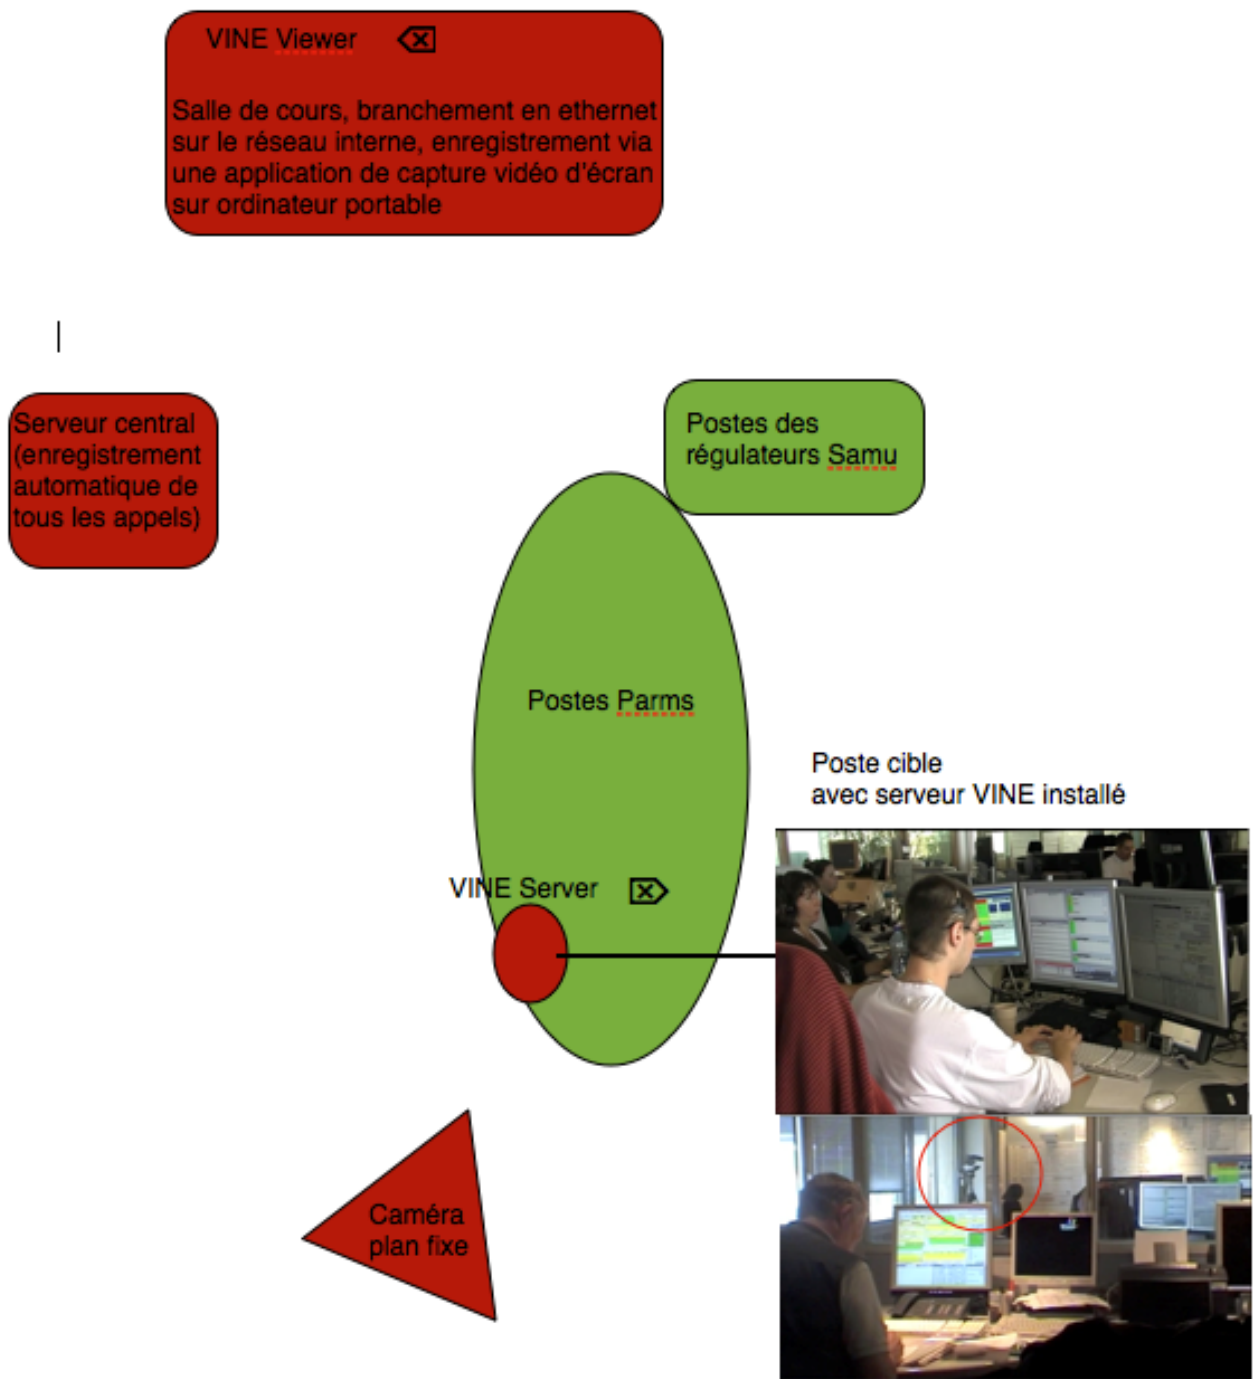 VINE Viewer
Salle de cours, branchement en ethernet
sur le réseau interne, enregistrement via
une application de capture vidéo d'écran
sur ordinateur portable
Serveur central
(enregistrement
automatique de
tous les appels)
Postes des
régulateurs Samu
Postes Parms
Poste cible
avec serveur VINE installé
VINE Server
Caméra
plan fixe